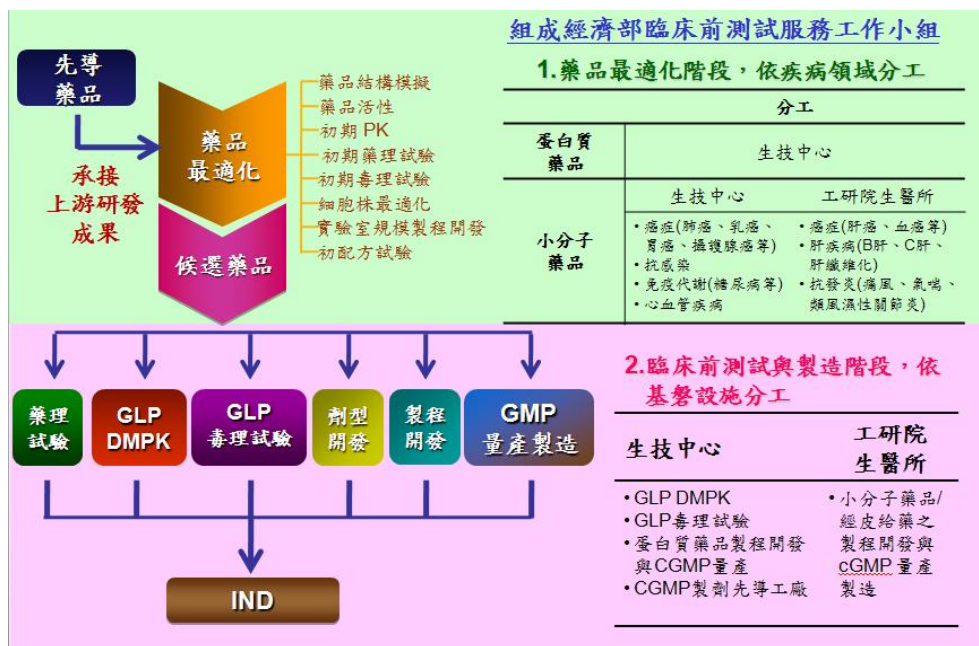 先導
藥品
承接
上游研發
成果
藥品
最適化
候選藥品
藥品結構模擬
藥品活性
初期 PK
初期藥理試驗
初期毒理試驗
細胞株最適化
實驗室規模製程開發
初配方試驗
組成經濟部臨床前測試服務工作小組
1.藥品最適化階段，依疾病領域分工
分工
蛋白質
藥品
生技中心
小分子
藥品
生技中心
•癌症(肺癌、乳癌、
胃癌、攝護腺癌等)
•抗感染
•免疫代謝(糖尿病等)
•心血管疾病
工研院生醫所
•癌症(肝癌、血癌等)
•肝疾病(B肝、C肝、
肝纖維化)
•抗發炎(痛風、氣喘、
類風濕性關節炎)
藥理
試驗
GLP
DMPK
GLP
毒理試驗
劑型
開發
製程
開發
GMP
量產製造
IND
2.臨床前測試與製造階段，依
基磐設施分工
生技中心
•GLP DMPK
•GLP毒理試驗
•蛋白質藥品製程開發
與CGMP量產
•CGMP製劑先導工廠
工研院
生醫所
•小分子藥品/
經皮給藥之
製程開發與
cGMP 量產
製造